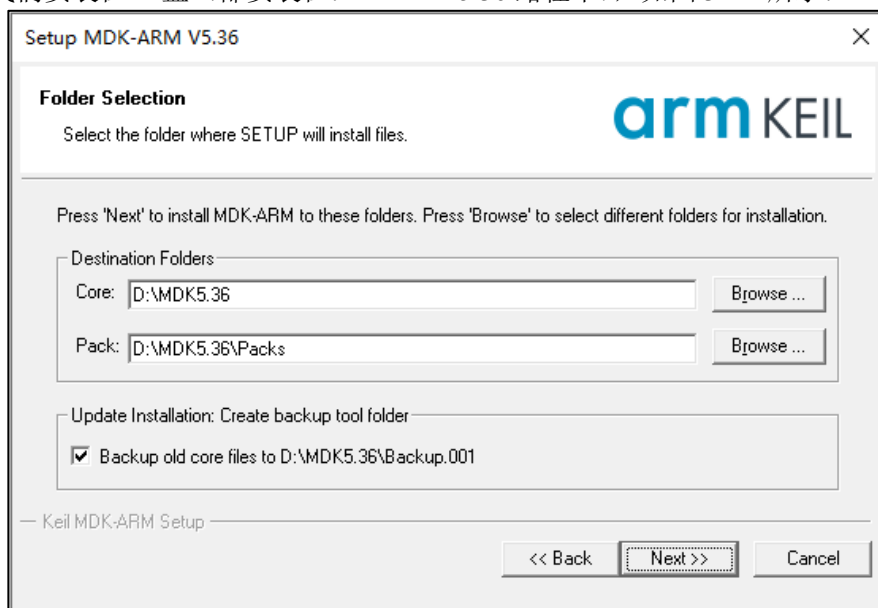 Setup MDK-ARM V5.36
Folder Selection
Select the folder where SETUP will install files.
arm KEIL
Press 'Next' to install MDK-ARM to these folders. Press 'Browse' to select different folders for installation.
Destination Folders
Core: D:\MDK5.36 Browse ...
Pack: D:\MDK5.36\Packs Browse ...
Update Installation: Create backup tool folder
Backup old core files to D:\MDK5.36\Backup.001
Keil MDK-ARM Setup
<< Back Next >> Cancel